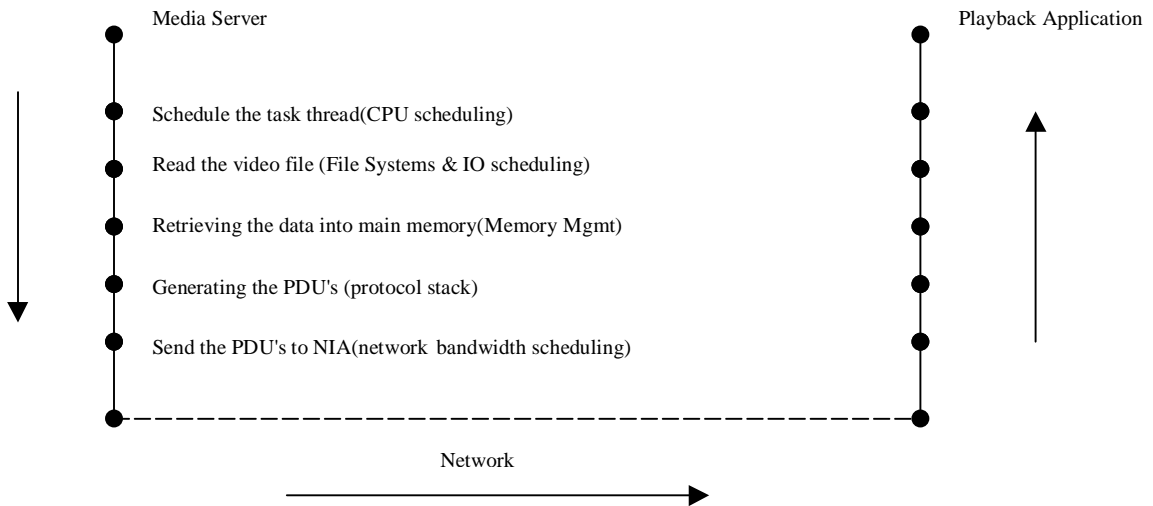 Media Server
Playback Application
Schedule the task thread(CPU scheduling)
Read the video file (File Systems & IO scheduling)
Retrieving the data into main memory(Memory Mgmt)
Generating the PDU's (protocol stack)
Send the PDU's to NIA(network bandwidth scheduling)
Network